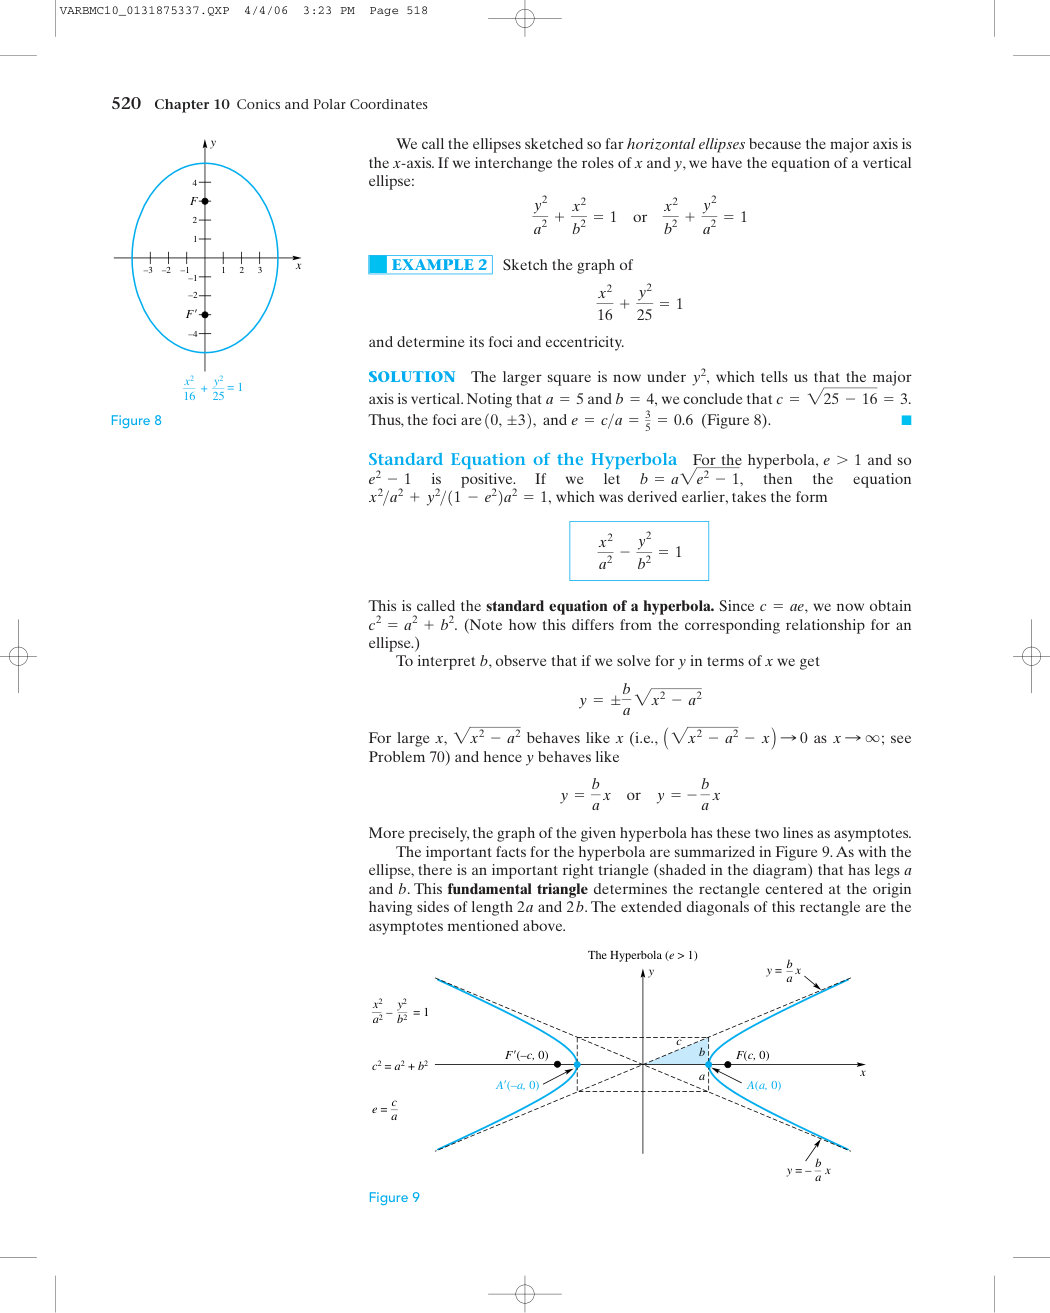 VARBMC10_0131875337.QXP 4/4/06 3:23 PM Page 518
520 Chapter 10 Conics and Polar Coordinates
y
4
F
2
1
–3 –2 –1 1 2 3 x
–1
–2
F′
–4
x²/16 + y²/25 = 1
Figure 8
We call the ellipses sketched so far horizontal ellipses because the major axis is
the x-axis. If we interchange the roles of x and y, we have the equation of a vertical
ellipse:
y²/a² + x²/b² = 1 or x²/b² + y²/a² = 1
EXAMPLE 2 Sketch the graph of
x²/16 + y²/25 = 1
and determine its foci and eccentricity.
SOLUTION The larger square is now under y², which tells us that the major
axis is vertical. Noting that a = 5 and b = 4, we conclude that c = √(25 − 16) = 3.
Thus, the foci are (0, ±3), and e = c/a = 3/5 = 0.6 (Figure 8).
Standard Equation of the Hyperbola For the hyperbola, e > 1 and so
e² − 1 is positive. If we let b = a√(e² − 1), then the equation
x²/a² + y²/(1 − e²)a² = 1, which was derived earlier, takes the form
x²/a² − y²/b² = 1
This is called the standard equation of a hyperbola. Since c = ae, we now obtain
c² = a² + b². (Note how this differs from the corresponding relationship for an
ellipse.)
To interpret b, observe that if we solve for y in terms of x we get
y = ±b/a √(x² − a²)
For large x, √(x² − a²) behaves like x (i.e., (√(x² − a²) − x) → 0 as x → ∞; see
Problem 70) and hence y behaves like
y = b/a x or y = −b/a x
More precisely, the graph of the given hyperbola has these two lines as asymptotes.
The important facts for the hyperbola are summarized in Figure 9. As with the
ellipse, there is an important right triangle (shaded in the diagram) that has legs a
and b. This fundamental triangle determines the rectangle centered at the origin
having sides of length 2a and 2b. The extended diagonals of this rectangle are the
asymptotes mentioned above.
The Hyperbola (e > 1)
y
y = b/a x
x²/a² – y²/b² = 1
c
b
F′(–c, 0)
F(c, 0)
c² = a² + b²
x
a
A′(–a, 0)
A(a, 0)
e = c/a
y = – b/a x
Figure 9